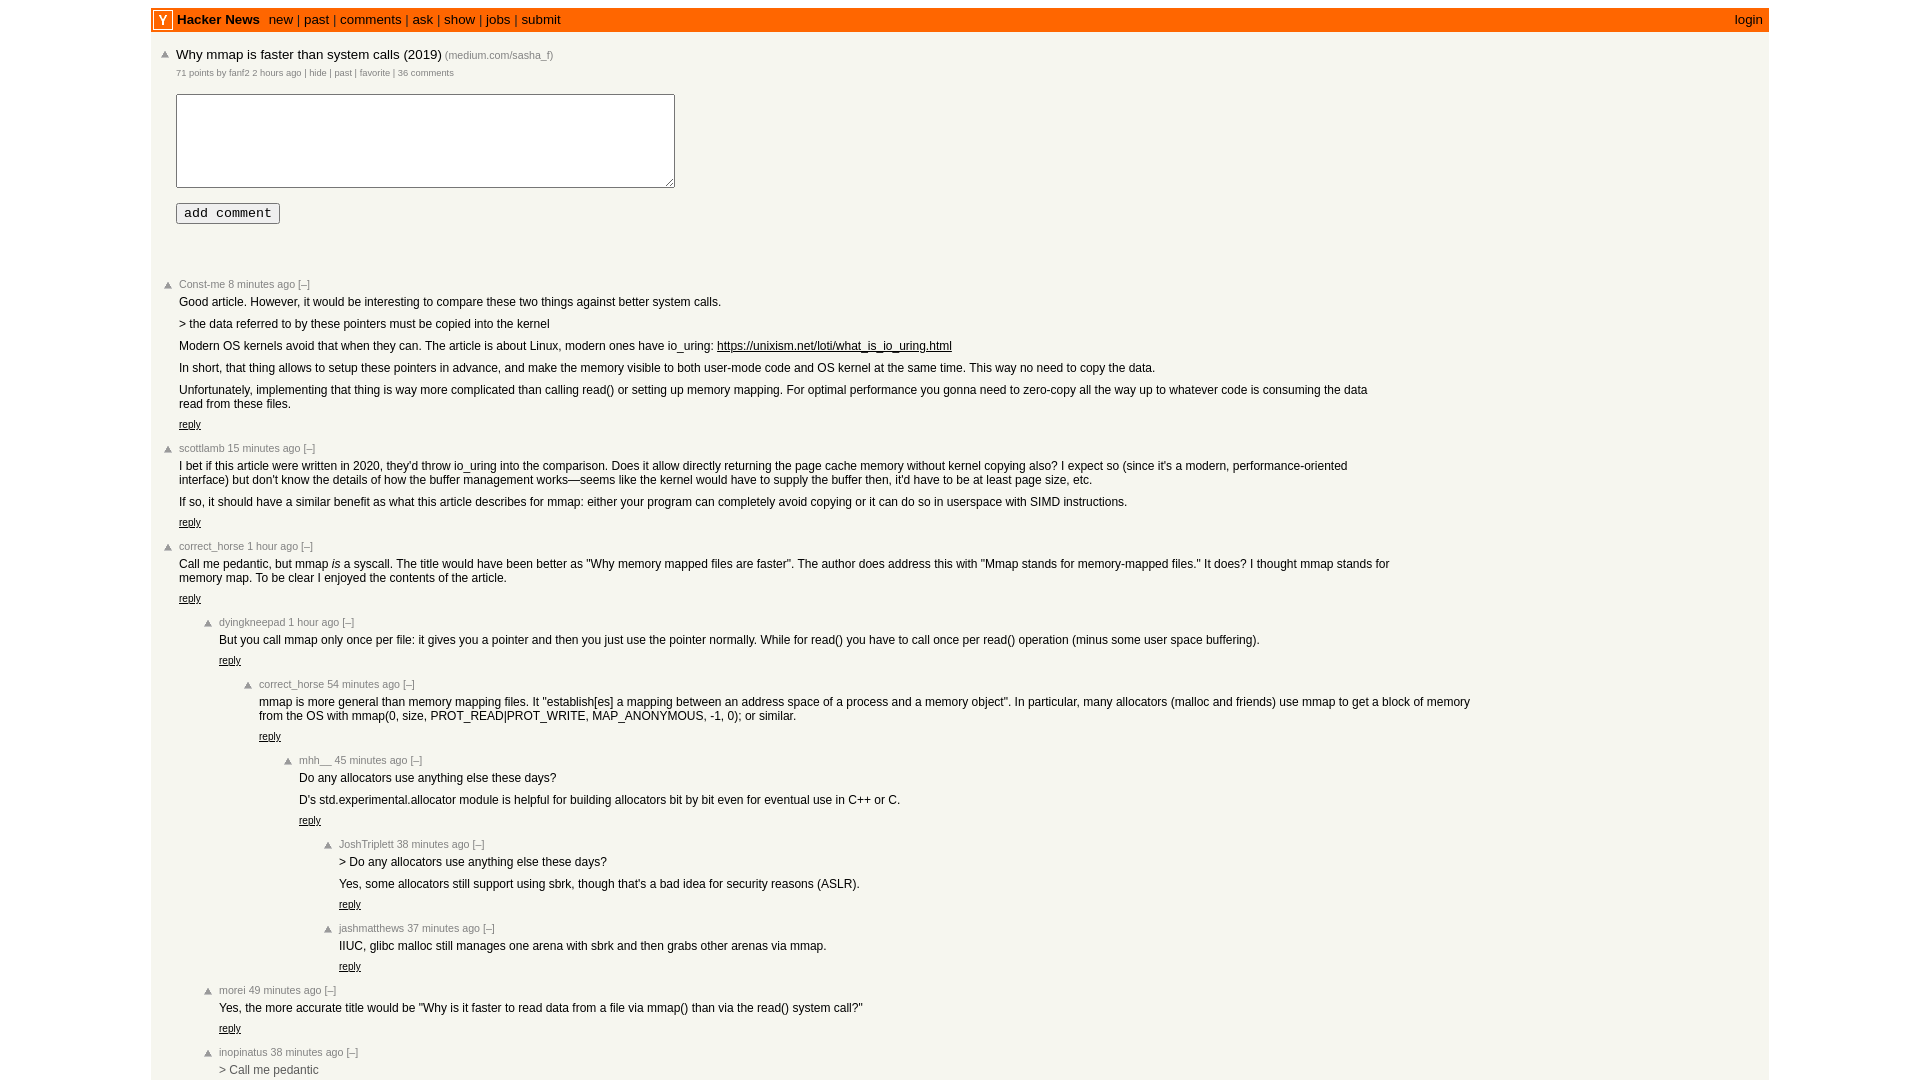 Y Hacker News new | past | comments | ask | show | jobs | submit login
Why mmap is faster than system calls (2019) (medium.com/sasha_f)
71 points by fanf2 2 hours ago | hide | past | favorite | 36 comments
add comment
Const-me 8 minutes ago [–]
Good article. However, it would be interesting to compare these two things against better system calls.
> the data referred to by these pointers must be copied into the kernel
Modern OS kernels avoid that when they can. The article is about Linux, modern ones have io_uring: https://unixism.net/loti/what_is_io_uring.html
In short, that thing allows to setup these pointers in advance, and make the memory visible to both user-mode code and OS kernel at the same time. This way no need to copy the data.
Unfortunately, implementing that thing is way more complicated than calling read() or setting up memory mapping. For optimal performance you gonna need to zero-copy all the way up to whatever code is consuming the data
read from these files.
reply
scottlamb 15 minutes ago [–]
I bet if this article were written in 2020, they'd throw io_uring into the comparison. Does it allow directly returning the page cache memory without kernel copying also? I expect so (since it's a modern, performance-oriented
interface) but don't know the details of how the buffer management works—seems like the kernel would have to supply the buffer then, it'd have to be at least page size, etc.
If so, it should have a similar benefit as what this article describes for mmap: either your program can completely avoid copying or it can do so in userspace with SIMD instructions.
reply
correct_horse 1 hour ago [–]
Call me pedantic, but mmap is a syscall. The title would have been better as "Why memory mapped files are faster". The author does address this with "Mmap stands for memory-mapped files." It does? I thought mmap stands for
memory map. To be clear I enjoyed the contents of the article.
reply
dyingkneepad 1 hour ago [–]
But you call mmap only once per file: it gives you a pointer and then you just use the pointer normally. While for read() you have to call once per read() operation (minus some user space buffering).
reply
correct_horse 54 minutes ago [–]
mmap is more general than memory mapping files. It "establish[es] a mapping between an address space of a process and a memory object". In particular, many allocators (malloc and friends) use mmap to get a block of memory
from the OS with mmap(0, size, PROT_READ|PROT_WRITE, MAP_ANONYMOUS, -1, 0); or similar.
reply
mhh__ 45 minutes ago [–]
Do any allocators use anything else these days?
D's std.experimental.allocator module is helpful for building allocators bit by bit even for eventual use in C++ or C.
reply
JoshTriplett 38 minutes ago [–]
> Do any allocators use anything else these days?
Yes, some allocators still support using sbrk, though that's a bad idea for security reasons (ASLR).
reply
jashmatthews 37 minutes ago [–]
IIUC, glibc malloc still manages one arena with sbrk and then grabs other arenas via mmap.
reply
morei 49 minutes ago [–]
Yes, the more accurate title would be "Why is it faster to read data from a file via mmap() than via the read() system call?"
reply
inopinatus 38 minutes ago [–]
> Call me pedantic